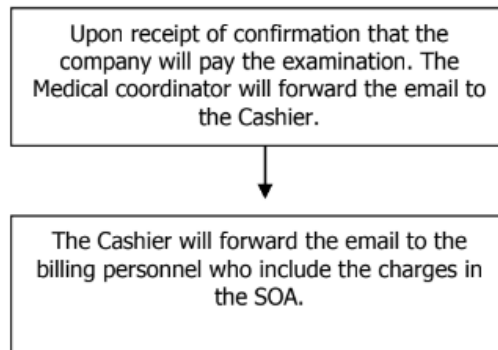 Upon receipt of confirmation that the
company will pay the examination. The
Medical coordinator will forward the email to
the Cashier.
The Cashier will forward the email to the
billing personnel who include the charges in
the SOA.